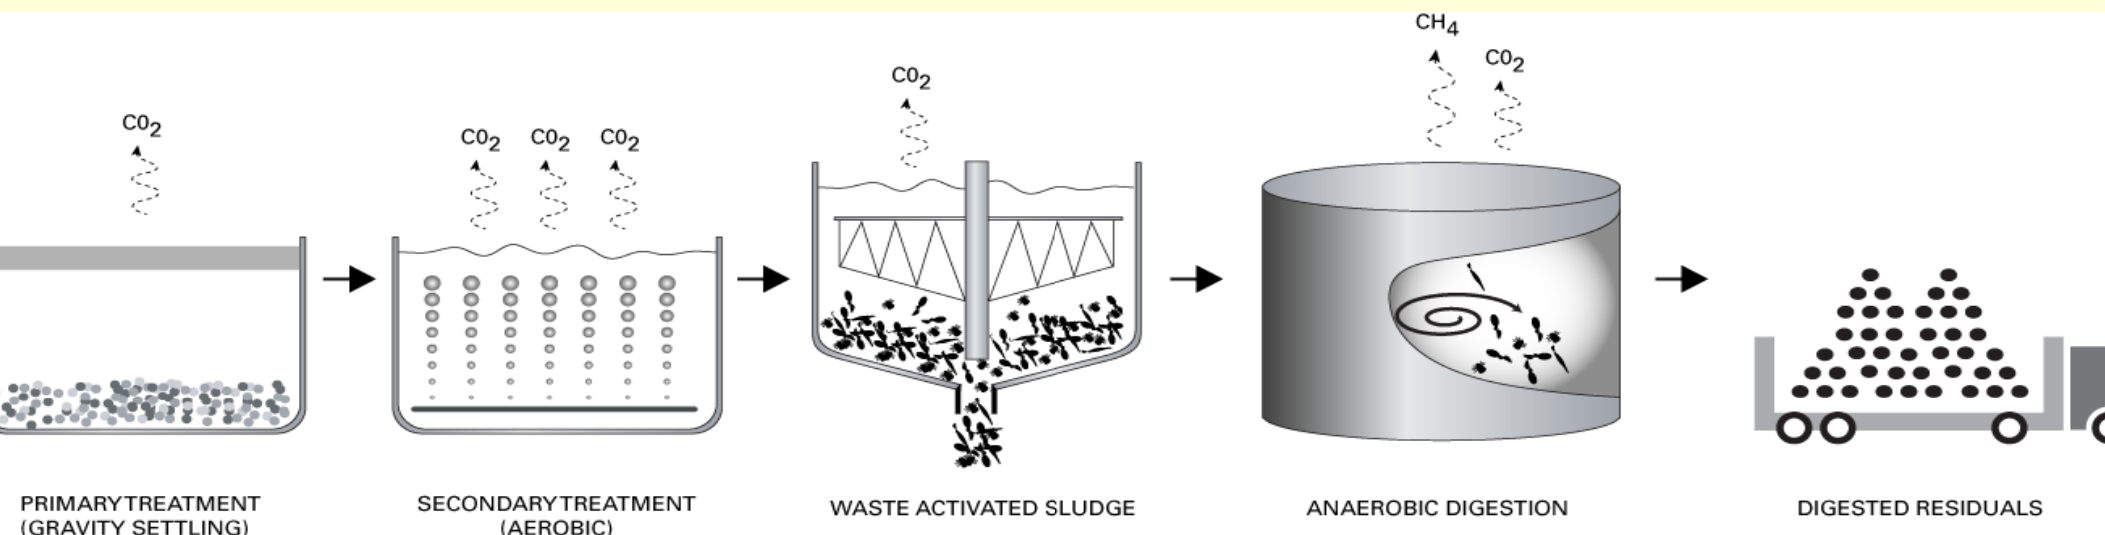 CH4
CO2
CO2
CO2
CO2 CO2 CO2
PRIMARY TREATMENT
(GRAVITY SETTLING)
SECONDARY TREATMENT
(AEROBIC)
WASTE ACTIVATED SLUDGE
ANAEROBIC DIGESTION
DIGESTED RESIDUALS